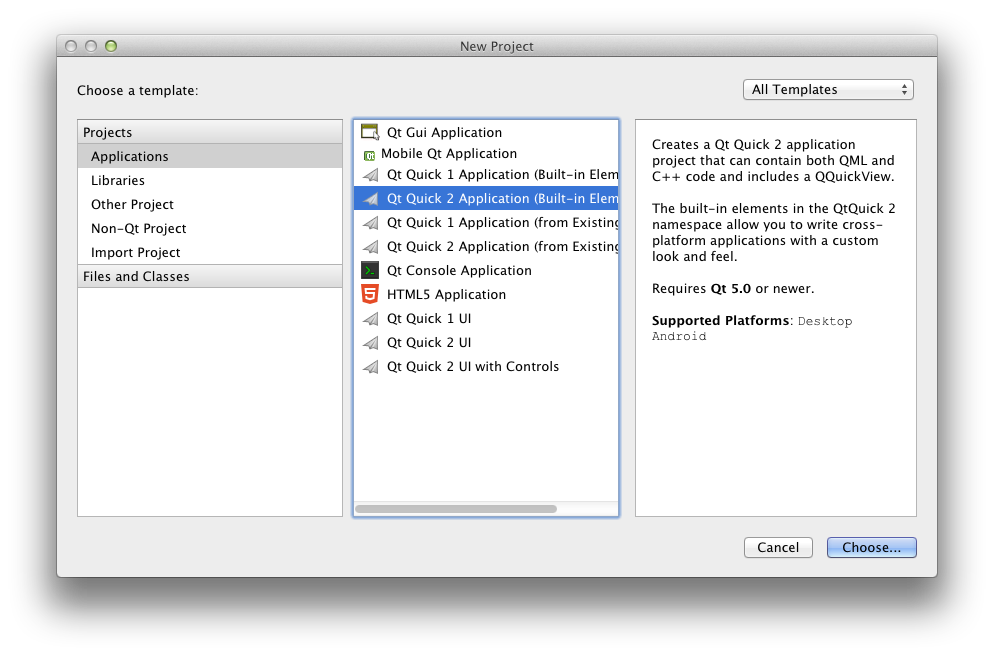 New Project
Choose a template:
All Templates
Projects
Applications
Libraries
Other Project
Non-Qt Project
Import Project
Files and Classes
Qt Gui Application
Mobile Qt Application
Qt Quick 1 Application (Built-in Elem
Qt Quick 2 Application (Built-in Elem
Qt Quick 1 Application (from Existing
Qt Quick 2 Application (from Existing
Qt Console Application
HTML5 Application
Qt Quick 1 UI
Qt Quick 2 UI
Qt Quick 2 UI with Controls
Creates a Qt Quick 2 application
project that can contain both QML and
C++ code and includes a QQuickView.
The built-in elements in the QtQuick 2
namespace allow you to write cross-
platform applications with a custom
look and feel.
Requires Qt 5.0 or newer.
Supported Platforms: Desktop
Android
Cancel
Choose...